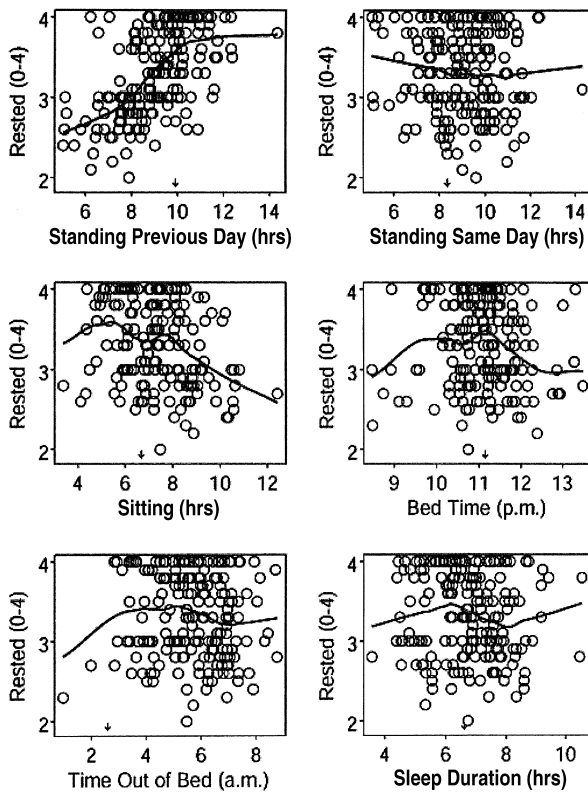 4
3
2
Rested (0-4)
6 8 10 12 14
Standing Previous Day (hrs)
4
3
2
Rested (0-4)
6 8 10 12 14
Standing Same Day (hrs)
4
3
2
Rested (0-4)
4 6 8 10 12
Sitting (hrs)
4
3
2
Rested (0-4)
9 10 11 12 13
Bed Time (p.m.)
4
3
2
Rested (0-4)
2 4 6 8
Time Out of Bed (a.m.)
4
3
2
Rested (0-4)
4 6 8 10
Sleep Duration (hrs)